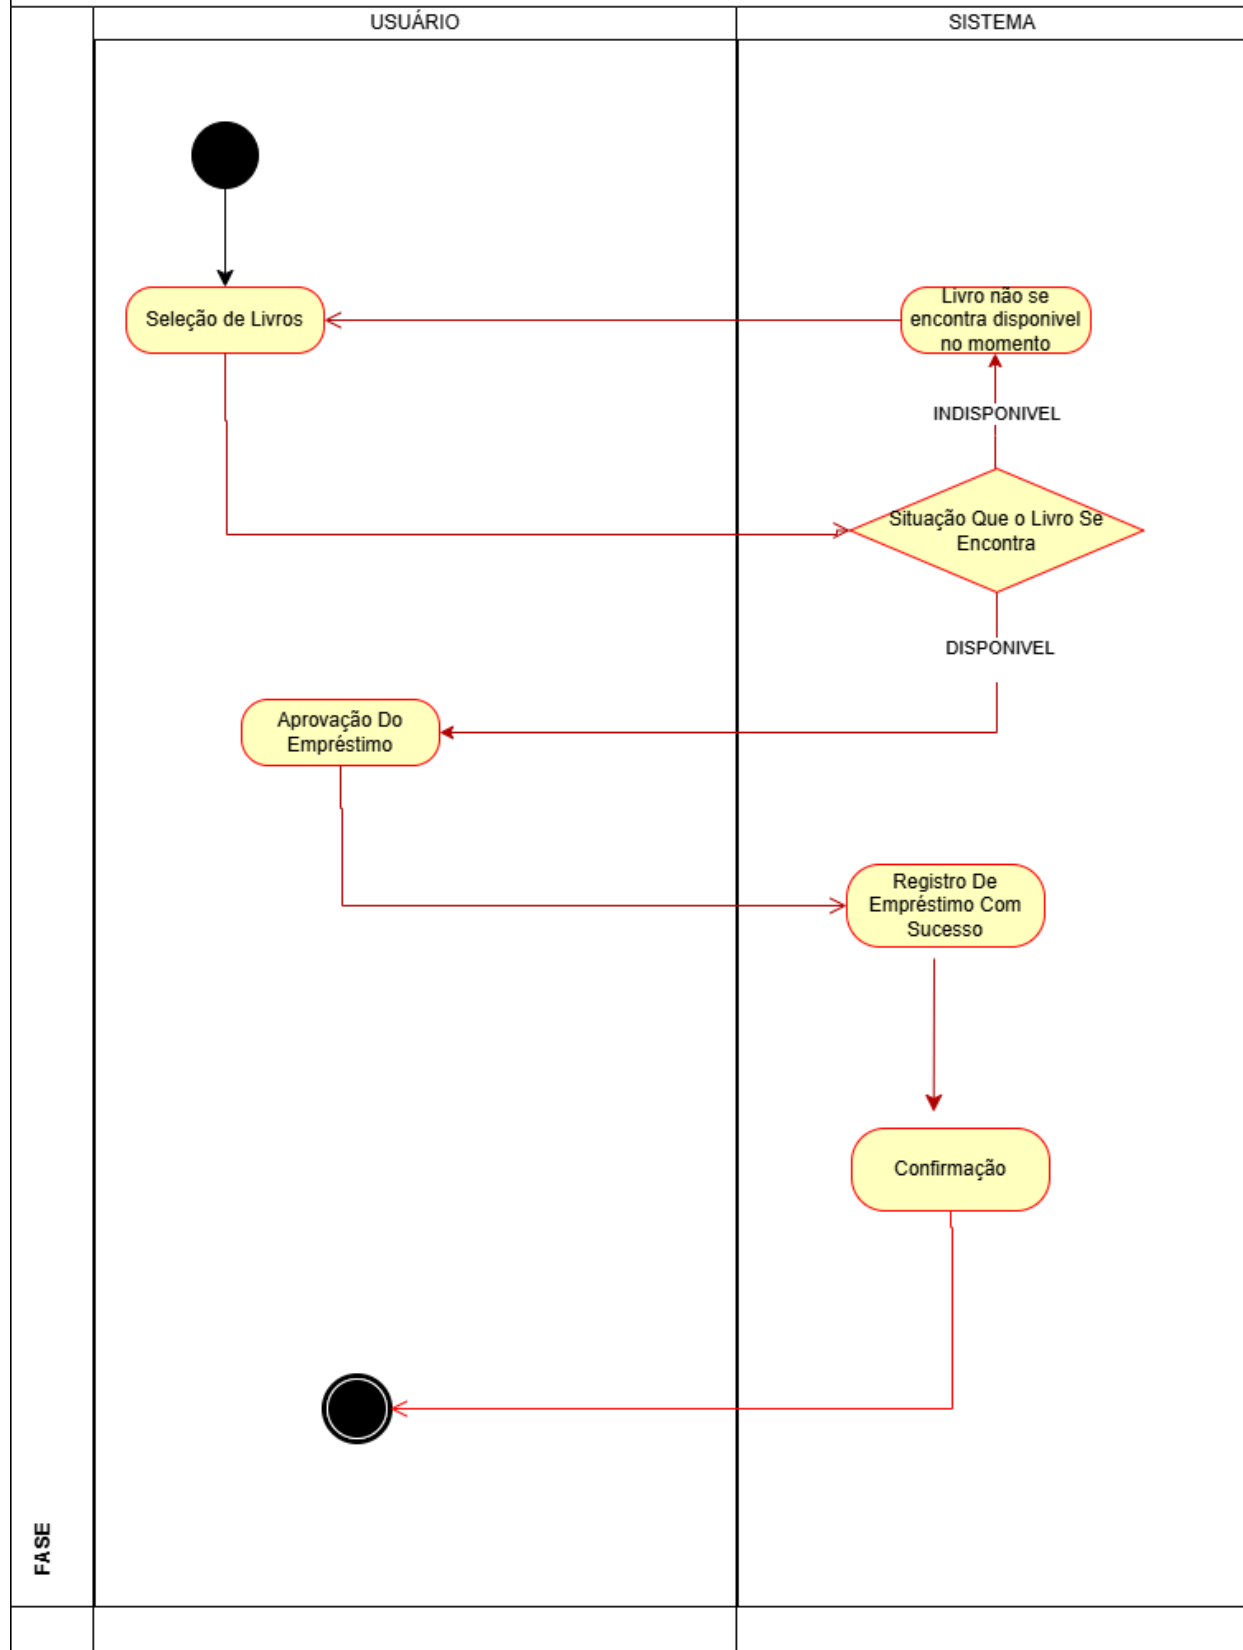 USUÁRIO
SISTEMA
Seleção de Livros
Livro não se
encontra disponivel
no momento
INDISPONIVEL
Situação Que o Livro Se
Encontra
DISPONIVEL
Aprovação Do
Empréstimo
Registro De
Empréstimo Com
Sucesso
Confirmação
FASE